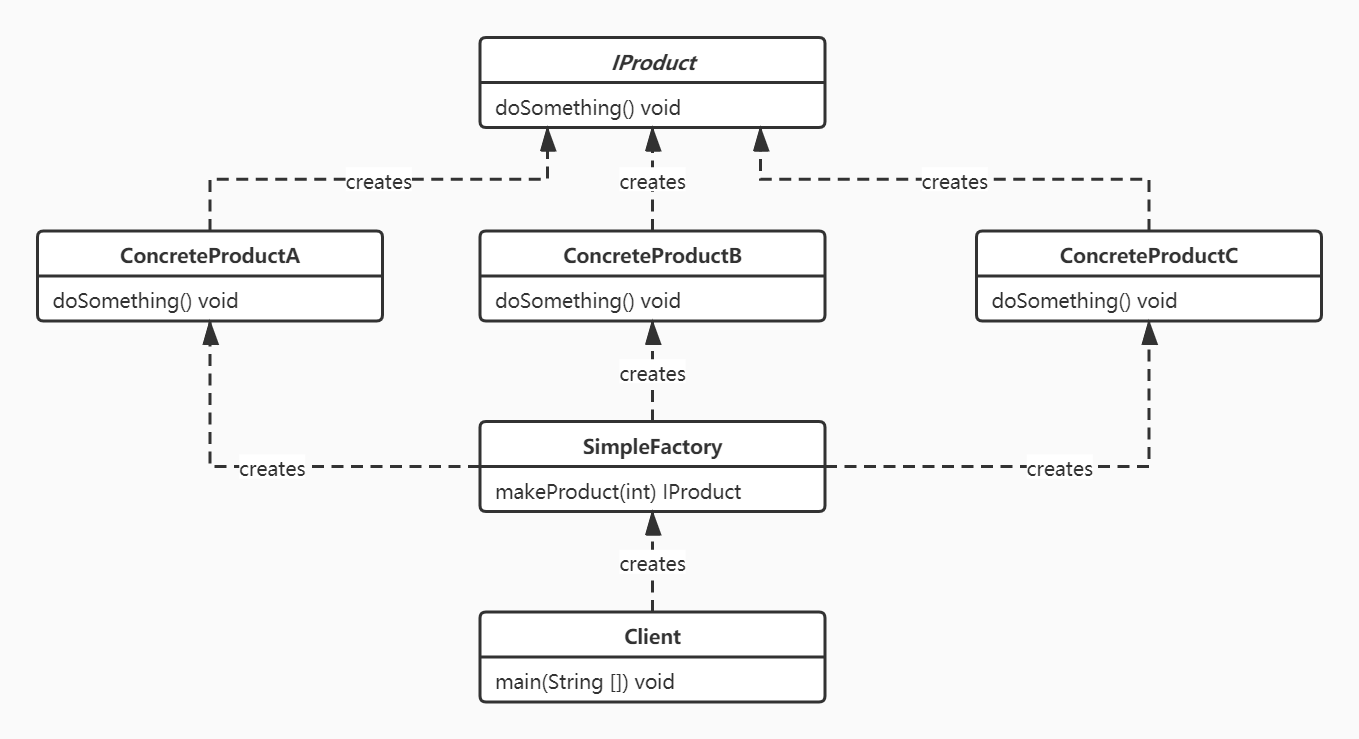 IProduct
doSomething() void
creates
creates
creates
ConcreteProductA
ConcreteProductB
ConcreteProductC
doSomething() void
doSomething() void
doSomething() void
creates
SimpleFactory
creates
creates
makeProduct(int) IProduct
creates
Client
main(String []) void